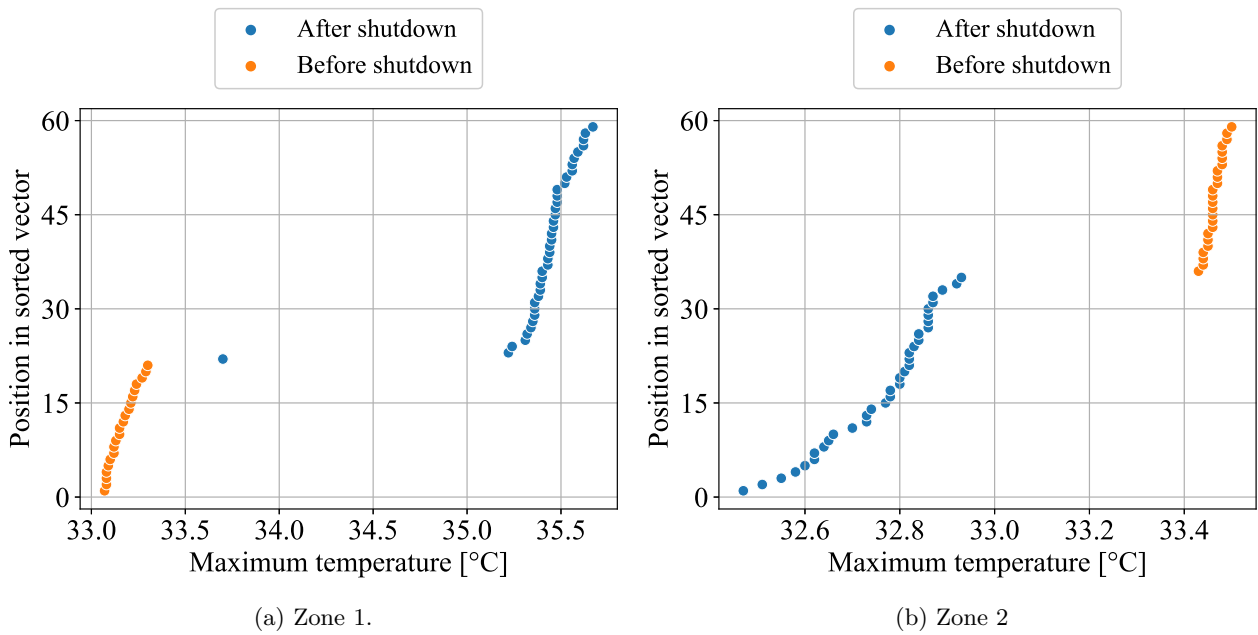 After shutdown
Before shutdown
Position in sorted vector
60
45
30
15
0
33.0 33.5 34.0 34.5 35.0 35.5
Maximum temperature [°C]
(a) Zone 1.
After shutdown
Before shutdown
Position in sorted vector
60
45
30
15
0
32.6 32.8 33.0 33.2 33.4
Maximum temperature [°C]
(b) Zone 2